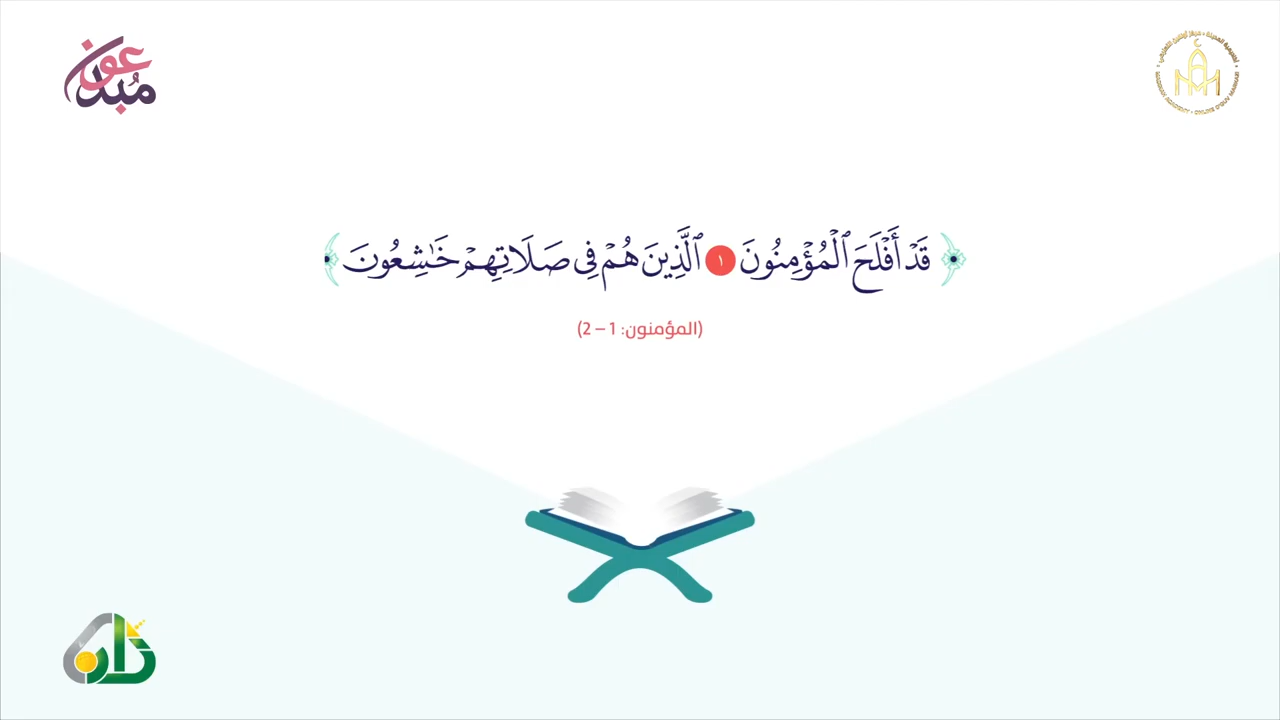 مبدعون
﴿قَدْ أَفْلَحَ ٱلْمُؤْمِنُونَ ١ ٱلَّذِينَ هُمْ فِى صَلَاتِهِمْ خَـٰشِعُونَ﴾
(المؤمنون: 1 – 2)